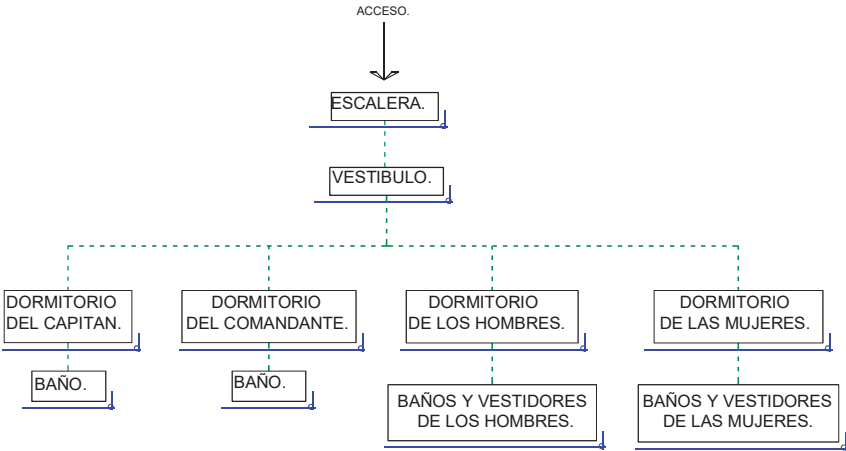 ACCESO.
ESCALERA.
VESTIBULO.
DORMITORIO
DEL CAPITAN.
DORMITORIO
DEL COMANDANTE.
DORMITORIO
DE LOS HOMBRES.
DORMITORIO
DE LAS MUJERES.
BAÑO.
BAÑO.
BAÑOS Y VESTIDORES
DE LOS HOMBRES.
BAÑOS Y VESTIDORES
DE LAS MUJERES.